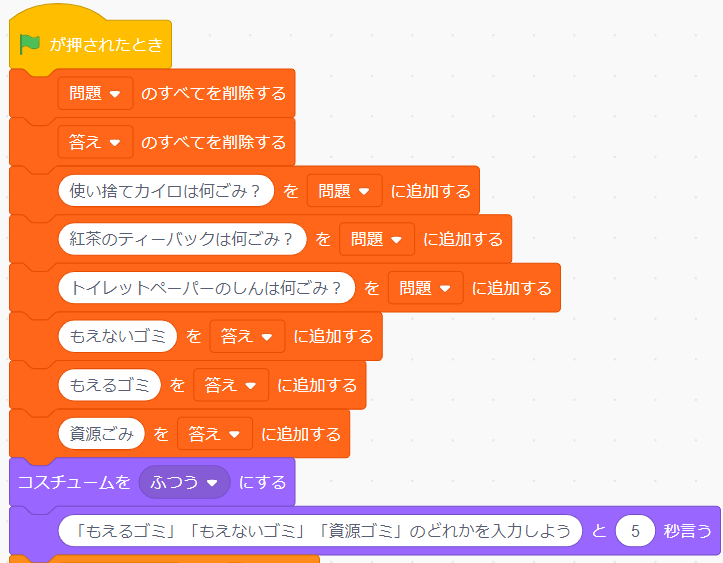 が押されたとき
問題 のすべてを削除する
答え のすべてを削除する
使い捨てカイロは何ごみ？ を 問題 に追加する
紅茶のティーバックは何ごみ？ を 問題 に追加する
トイレットペーパーのしんは何ごみ？ を 問題 に追加する
もえないゴミ を 答え に追加する
もえるゴミ を 答え に追加する
資源ごみ を 答え に追加する
コスチュームを ふつう にする
「もえるゴミ」「もえないゴミ」「資源ゴミ」のどれかを入力しよう と 5 秒言う